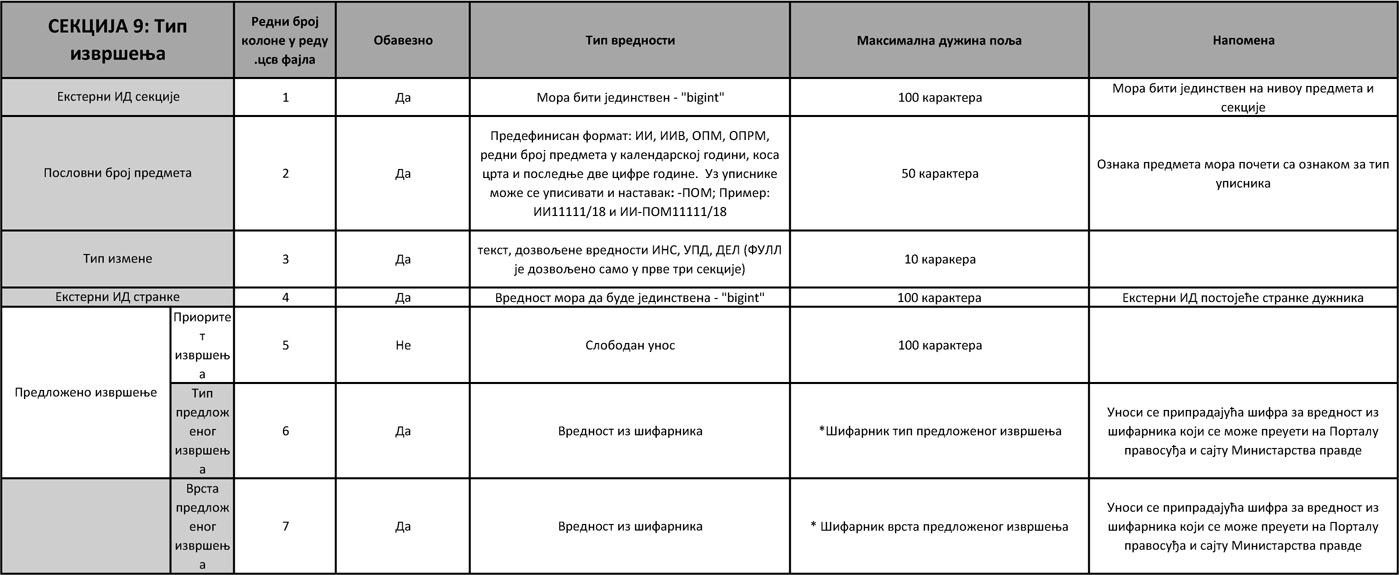 СЕКЦИЈА 9: Тип
извршења
Редни број
колоне у реду
.цсв фајла
Обавезно
Тип вредности
Максимална дужина поља
Напомена
Екстерни ИД секције
1
Да
Мора бити јединствен - "bigint"
100 карактера
Мора бити јединствен на нивоу предмета и
секције
Пословни број предмета
2
Да
Предефинисан формат: ИИ, ИИВ, ОПМ, ОПРМ,
редни број предмета у календарској години, коса
црта и последње две цифре године.  Уз уписнике
може се уписивати и наставак: -ПОМ; Пример:
ИИ11111/18 и ИИ-ПОМ11111/18
50 карактера
Ознака предмета мора почети са ознаком за тип
уписника
Тип измене
3
Да
текст, дозвољене вредности ИНС, УПД, ДЕЛ (ФУЛЛ
је дозвољено само у прве три секције)
10 каракера
Екстерни ИД странке
4
Да
Вредност мора да буде јединствена - "bigint"
100 карактера
Екстерни ИД постојеће странке дужника
Предложено извршење
Приорите
т
извршењ
а
5
Не
Слободан унос
100 карактера
Тип
предлож
еног
извршењ
а
6
Да
Вредност из шифарника
*Шифарник тип предложеног извршења
Уноси се припрадајућа шифра за вредност из
шифарника који се може преуети на Порталу
правосуђа и сајту Министарства правде
Врста
предлож
еног
извршењ
а
7
Да
Вредност из шифарника
* Шифарник врста предложеног извршења
Уноси се припрадајућа шифра за вредност из
шифарника који се може преуети на Порталу
правосуђа и сајту Министарства правде